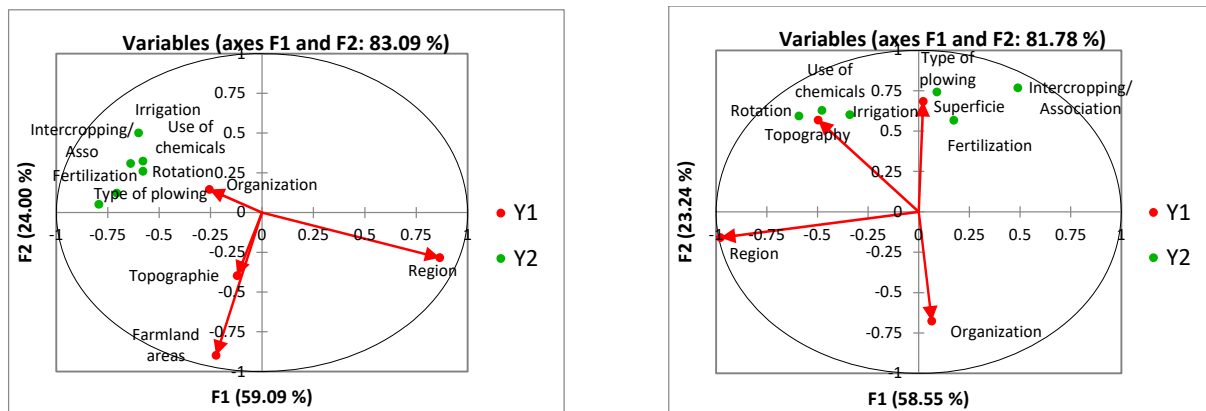 Variables (axes F1 and F2: 83.09 %)
1
0.75
0.5
0.25
0
-0.25
-0.5
-0.75
-1
-1
-0.75
-0.5
-0.25
0
0.25
0.5
0.75
1
Irrigation
Intercropping/
Asso
Use of
chemicals
Fertilization
Rotation
Type of plowing
Organization
Topographie
Region
Farmland
areas
F2 (24.00 %)
F1 (59.09 %)
Y1
Y2
Variables (axes F1 and F2: 81.78 %)
1
0.75
0.5
0.25
0
-0.25
-0.5
-0.75
-1
-1
-0.75
-0.5
-0.25
0
0.25
0.5
0.75
1
Use of
chemicals
Type of
plowing
Intercropping/
Association
Rotation
Irrigation
Superficie
Topography
Fertilization
Region
Organization
F2 (23.24 %)
F1 (58.55 %)
Y1
Y2